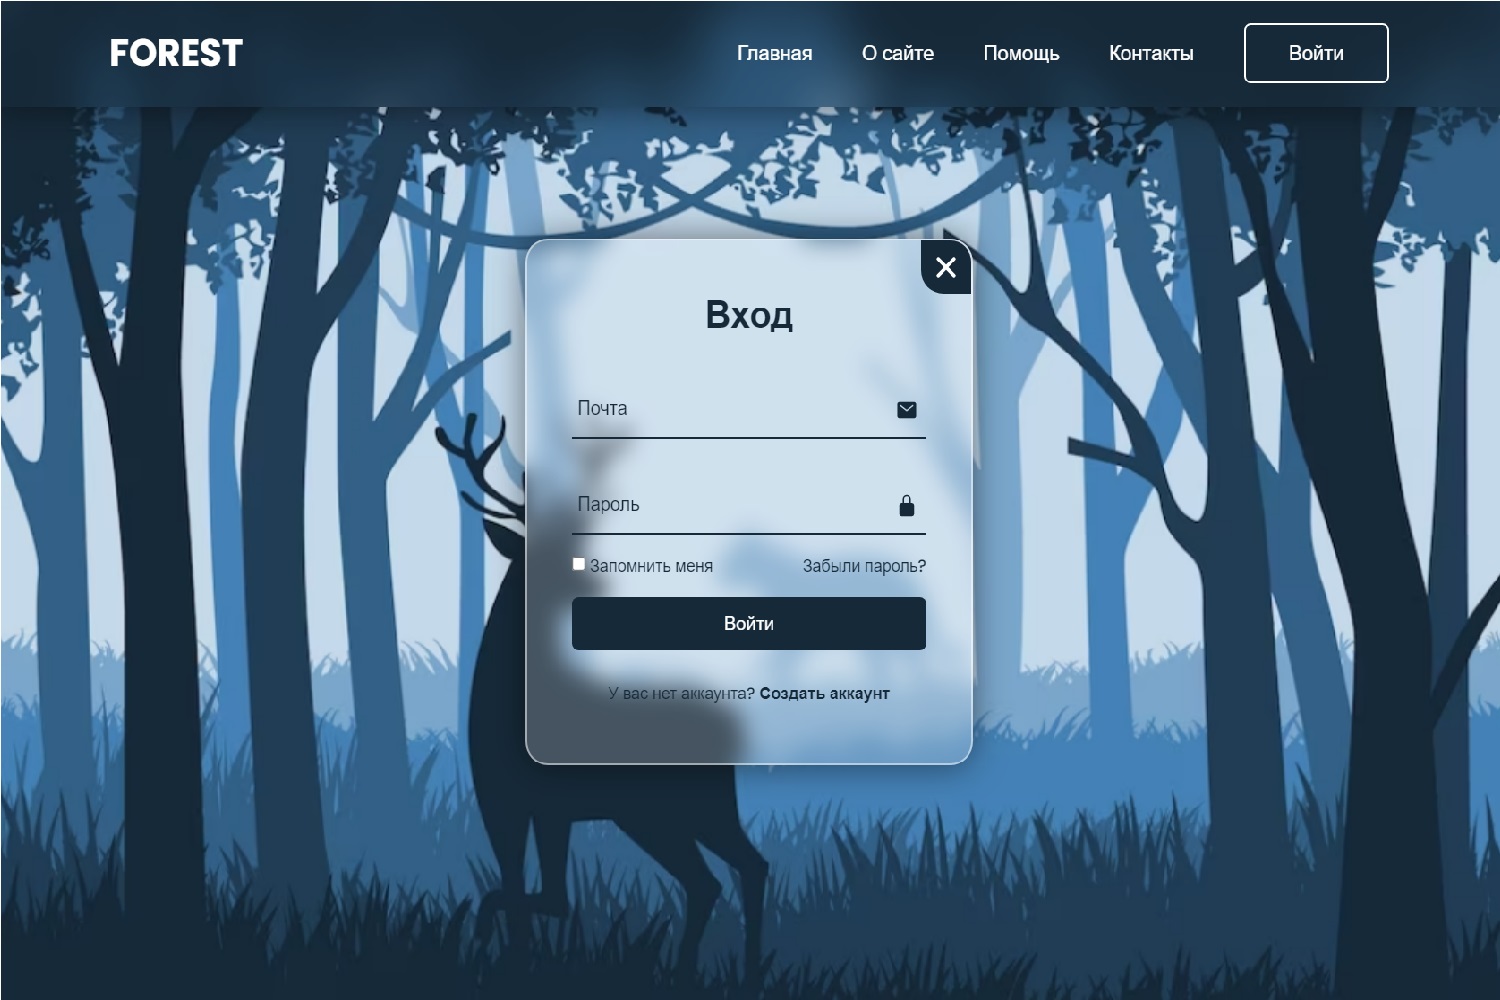 FOREST
Главная О сайте Помощь Контакты Войти
Вход
Почта
Пароль
Запомнить меня Забыли пароль?
Войти
У вас нет аккаунта? Создать аккаунт